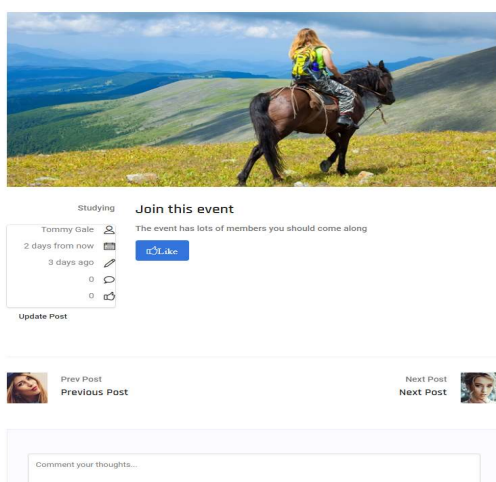 Studying
Tommy Gale
2 days from now
3 days ago
0
0
Update Post
Join this event
The event has lots of members you should come along
Like
Prev Post
Previous Post
Next Post
Next Post
Comment your thoughts...